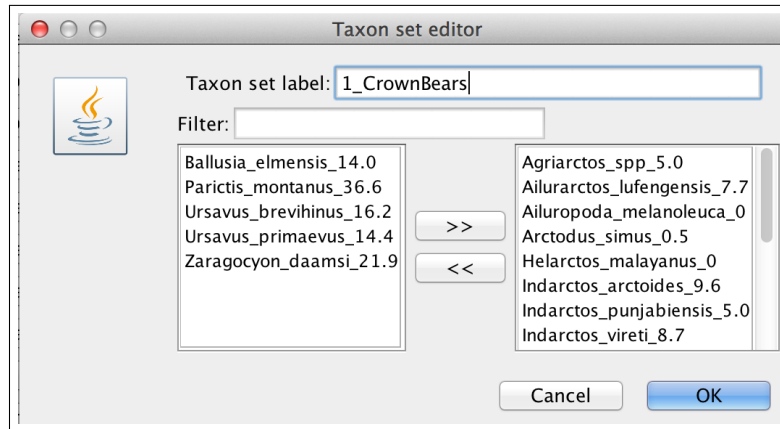 Taxon set editor
Taxon set label: 1_CrownBears
Filter:
Ballusia_elmensis_14.0
Parictis_montanus_36.6
Ursavus_brevihinus_16.2
Ursavus_primaevus_14.4
Zaragocyon_daamsi_21.9
>>
<<
Agriarctos_spp_5.0
Ailurarctos_lufengensis_7.7
Ailuropoda_melanoleuca_0
Arctodus_simus_0.5
Helarctos_malayanus_0
Indarctos_arctoides_9.6
Indarctos_punjabiensis_5.0
Indarctos_vireti_8.7
Cancel
OK